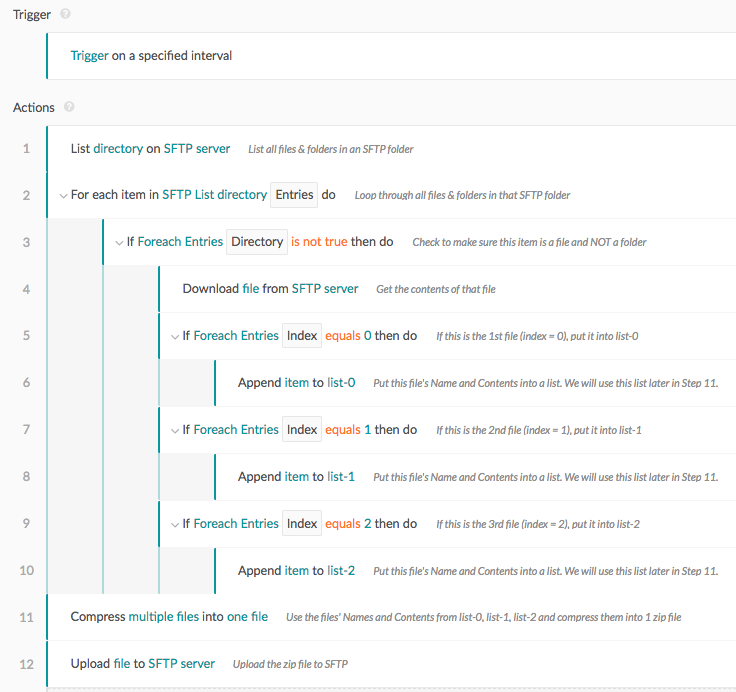 Trigger ?
Trigger on a specified interval
Actions ?
1 List directory on SFTP server List all files & folders in an SFTP folder
2 For each item in SFTP List directory Entries do Loop through all files & folders in that SFTP folder
3 If Foreach Entries Directory is not true then do Check to make sure this item is a file and NOT a folder
4 Download file from SFTP server Get the contents of that file
5 If Foreach Entries Index equals 0 then do If this is the 1st file (index = 0), put it into list-0
6 Append item to list-0 Put this file's Name and Contents into a list. We will use this list later in Step 11.
7 If Foreach Entries Index equals 1 then do If this is the 2nd file (index = 1), put it into list-1
8 Append item to list-1 Put this file's Name and Contents into a list. We will use this list later in Step 11.
9 If Foreach Entries Index equals 2 then do If this is the 3rd file (index = 2), put it into list-2
10 Append item to list-2 Put this file's Name and Contents into a list. We will use this list later in Step 11.
11 Compress multiple files into one file Use the files' Names and Contents from list-0, list-1, list-2 and compress them into 1 zip file
12 Upload file to SFTP server Upload the zip file to SFTP